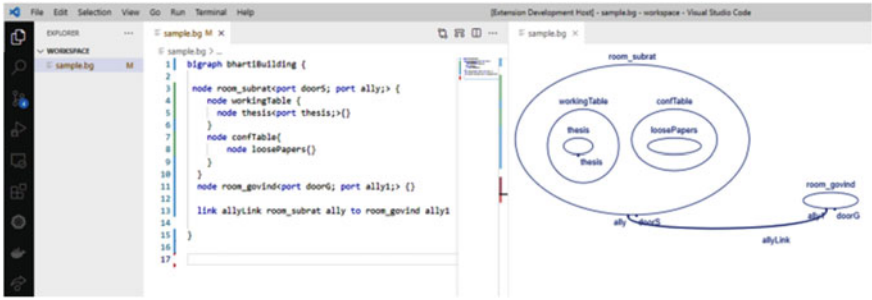 File Edit Selection View Go Run Terminal Help
[Extension Development Host] - sample.bg - workspace - Visual Studio Code
EXPLORER ...
WORKSPACE
sample.bg M
sample.bg M ×
sample.bg > ...
1 bigraph bhartiBuilding {
2
3 node room_subrat<port doorS; port ally;> {
4 node workingTable {
5 node thesis<port thesis;>{}
6 }
7 node confTable{
8 node loosePapers{}
9 }
10 }
11 node room_govind<port doorG; port ally1;> {}
12
13 link allyLink room_subrat ally to room_govind ally1
14
15 }
16
17
sample.bg ×
room_subrat
workingTable confTable
thesis loosePapers
thesis
room_govind
ally doorS
ally1 doorG
allyLink